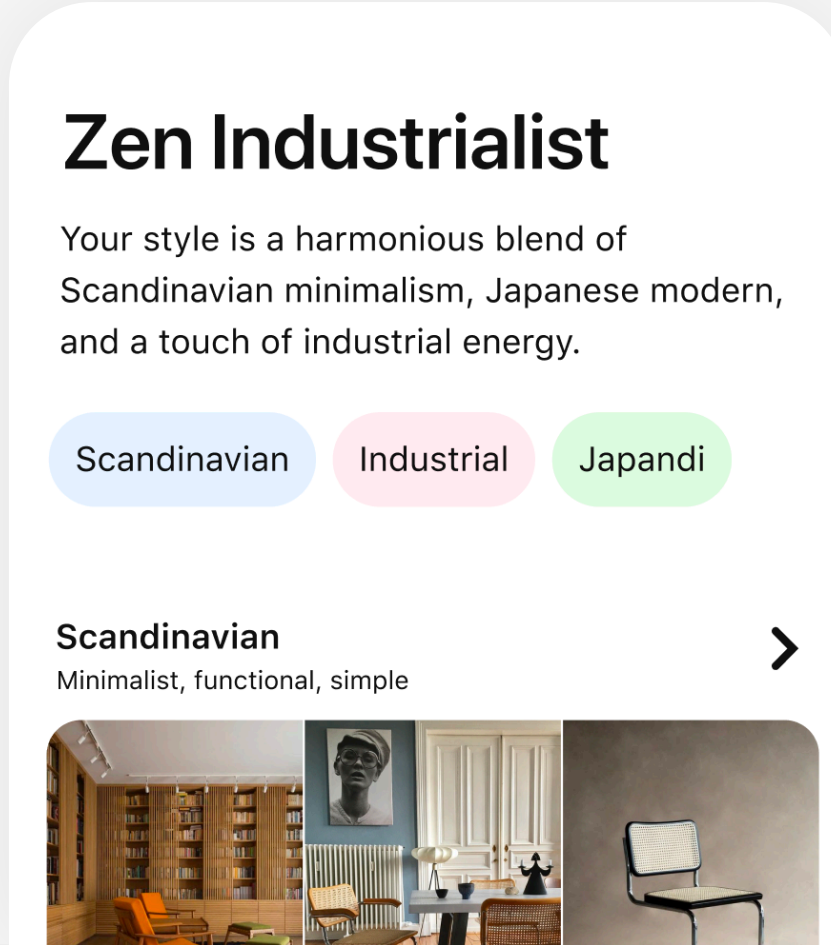 Zen Industrialist
Your style is a harmonious blend of
Scandinavian minimalism, Japanese modern,
and a touch of industrial energy.
Scandinavian Industrial Japandi
Scandinavian
Minimalist, functional, simple